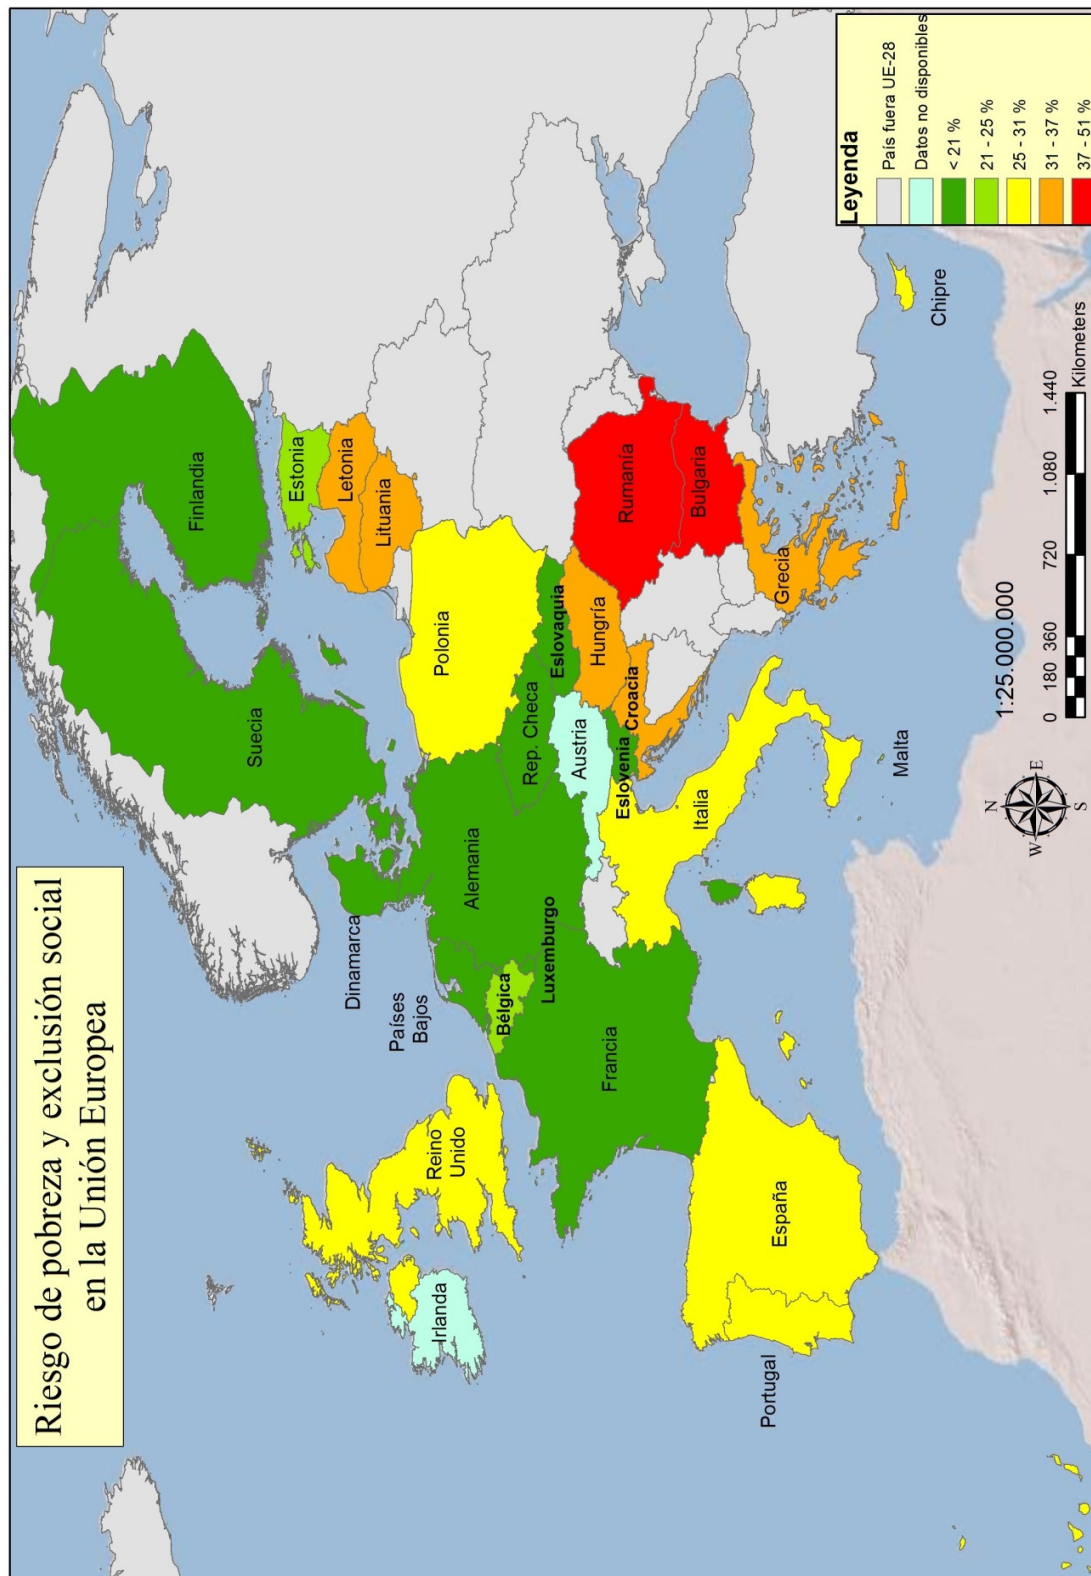 Riesgo de pobreza y exclusión social
en la Unión Europea
Finlandia
Suecia
Estonia
Letonia
Lituania
Dinamarca
Países
Bajos
Irlanda
Reino
Unido
Polonia
Alemania
Bélgica
Luxemburgo
Rep. Checa
Eslovaquia
Austria
Hungría
Rumanía
Francia
Eslovenia
Croacia
Bulgaria
Italia
Grecia
España
Portugal
Malta
Chipre
N
W
E
S
1:25.000.000
0 180 360 720 1.080 1.440
Kilometers
Leyenda
País fuera UE-28
Datos no disponibles
< 21 %
21 - 25 %
25 - 31 %
31 - 37 %
37 - 51 %